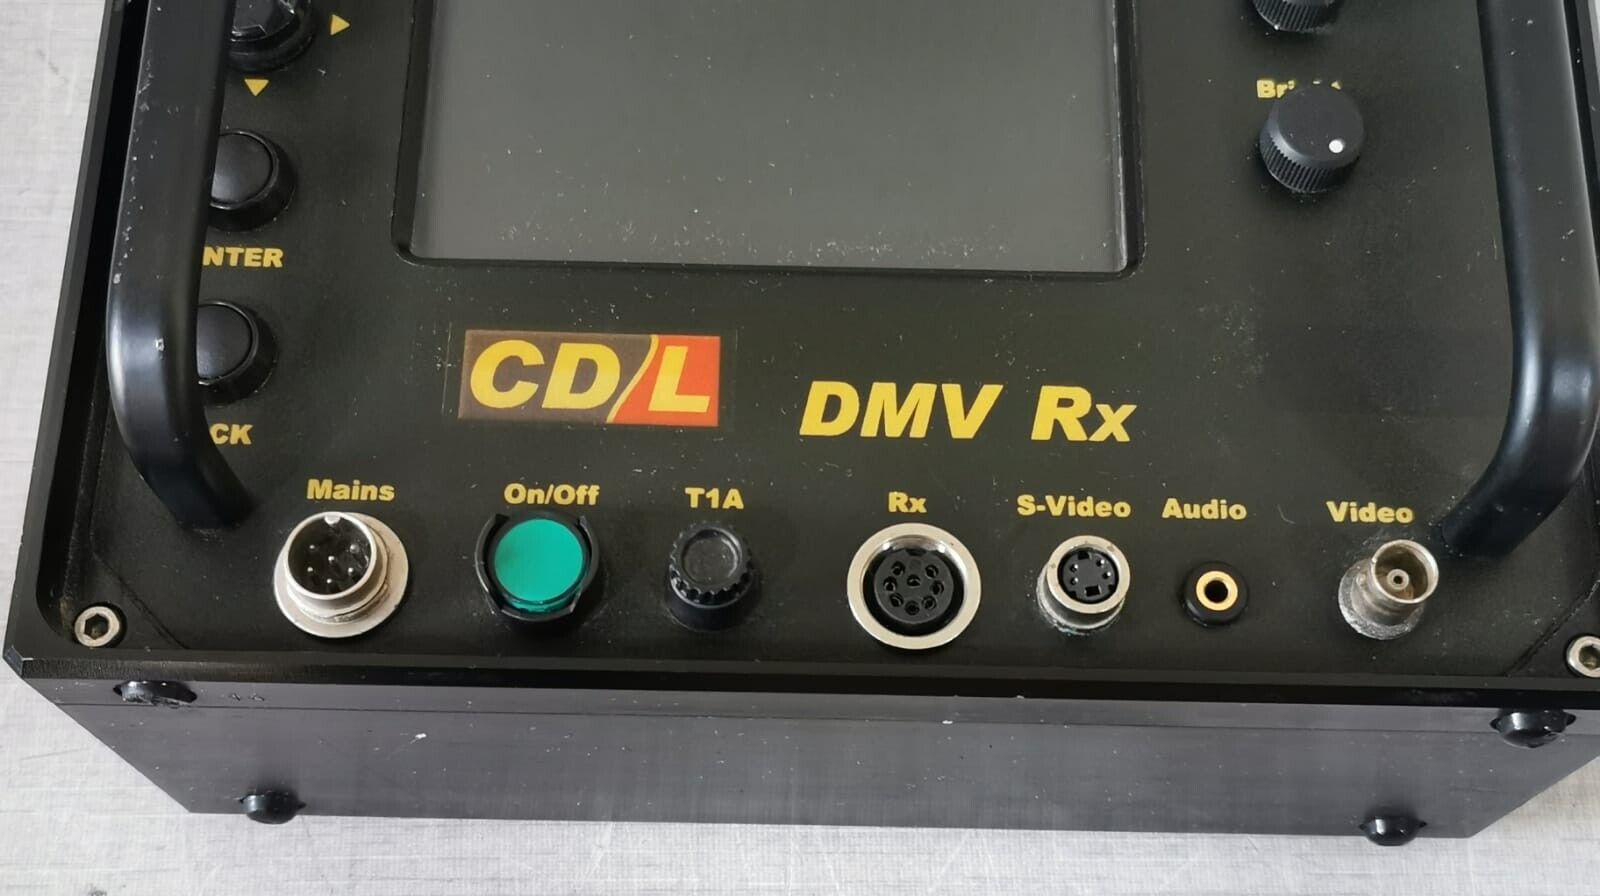 NTER
CD/L
DMV Rx
CK
Mains
On/Off
T1A
Rx
S-Video
Audio
Video